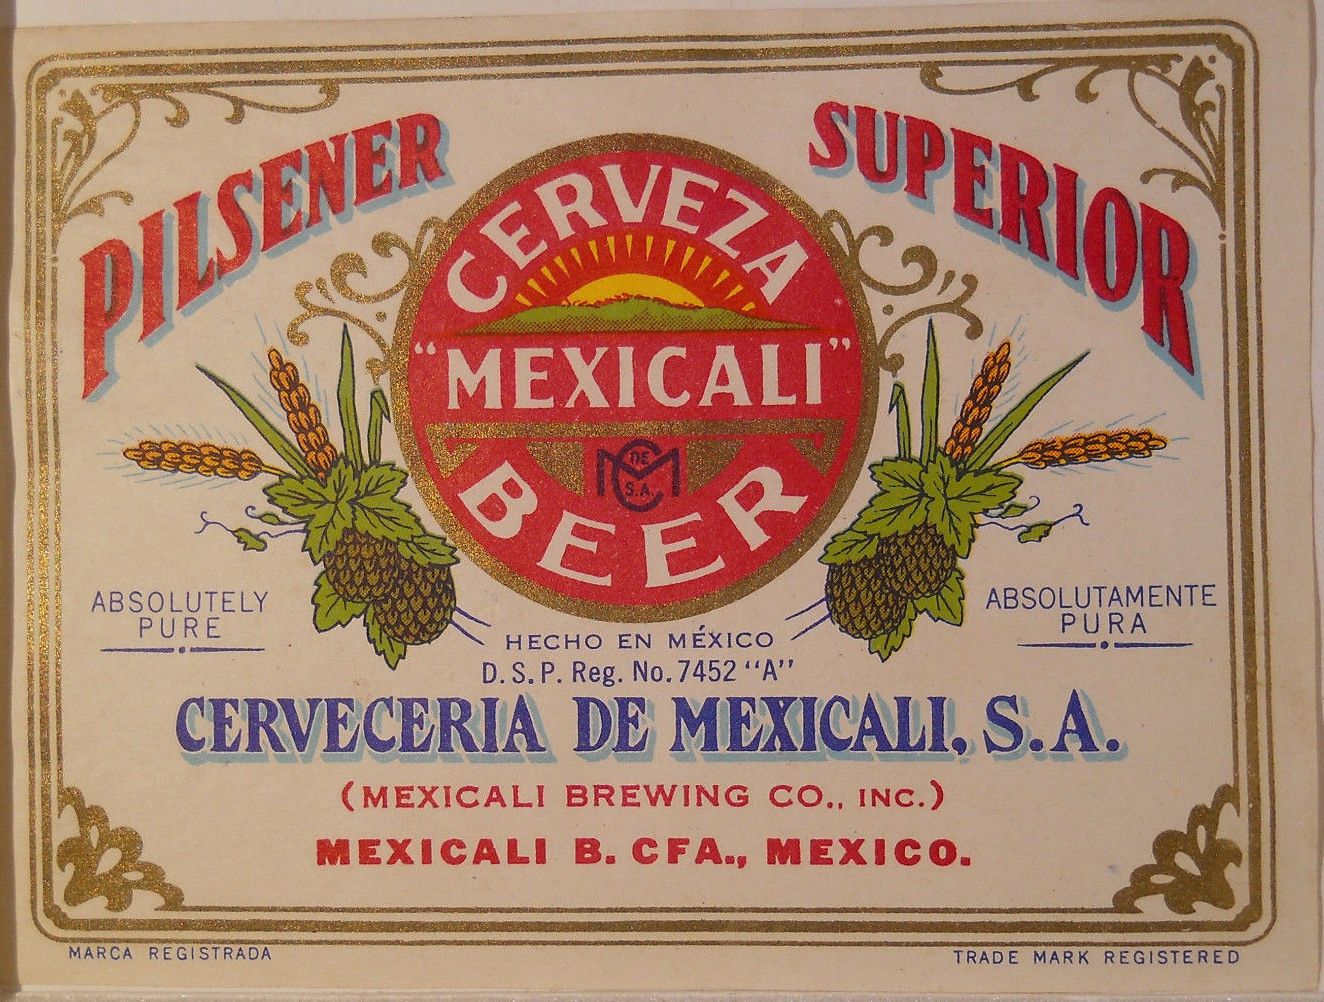 PILSENER
SUPERIOR
CERVEZA
"MEXICALI"
C DE M S.A.
BEER
ABSOLUTELY
PURE
ABSOLUTAMENTE
PURA
HECHO EN MÉXICO
D.S.P. Reg. No. 7452 "A"
CERVECERIA DE MEXICALI, S.A.
(MEXICALI BREWING CO., INC.)
MEXICALI B. CFA., MEXICO.
MARCA REGISTRADA
TRADE MARK REGISTERED